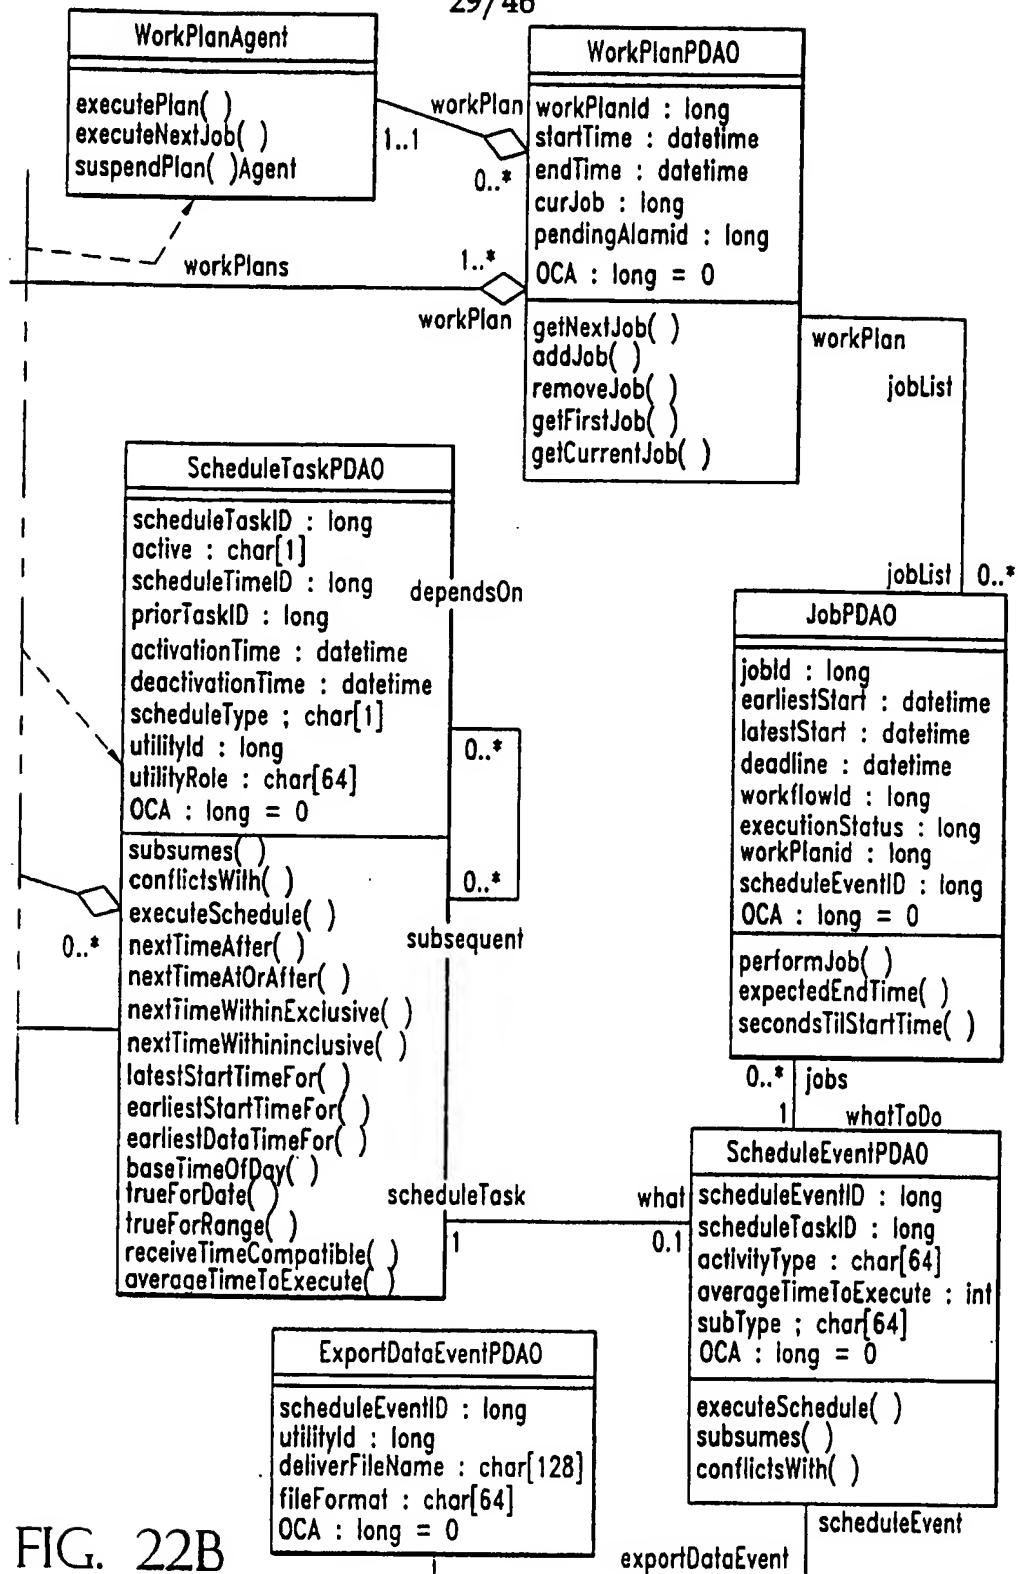 29/46
WorkPlanAgent
executePlan( )
executeNextJob( )
suspendPlan( )Agent
workPlan
1..1
0..*
WorkPlanPDAO
workPlanId : long
startTime : datetime
endTime : datetime
curJob : long
pendingAlamid : long
OCA : long = 0
getNextJob( )
addJob( )
removeJob( )
getFirstJob( )
getCurrentJob( )
workPlans
1..*
workPlan
workPlan
jobList
jobList
0..*
ScheduleTaskPDAO
scheduleTaskID : long
active : char[1]
scheduleTimeID : long
priorTaskID : long
activationTime : datetime
deactivationTime : datetime
scheduleType ; char[1]
utilityId : long
utilityRole : char[64]
OCA : long = 0
subsumes( )
conflictsWith( )
executeSchedule( )
nextTimeAfter( )
nextTimeAtOrAfter( )
nextTimeWithinExclusive( )
nextTimeWithininclusive( )
latestStartTimeFor( )
earliestStartTimeFor( )
earliestDataTimeFor( )
baseTimeOfDay( )
trueForDate( )
trueForRange( )
receiveTimeCompatible( )
averageTimeToExecute( )
dependsOn
0..*
0..*
subsequent
0..*
JobPDAO
jobId : long
earliestStart : datetime
latestStart : datetime
deadline : datetime
workflowId : long
executionStatus : long
workPlanid : long
scheduleEventID : long
OCA : long = 0
performJob( )
expectedEndTime( )
secondsTilStartTime( )
0..*
jobs
1
whatToDo
scheduleTask
1
what
0.1
ScheduleEventPDAO
scheduleEventID : long
scheduleTaskID : long
activityType : char[64]
averageTimeToExecute : int
subType ; char[64]
OCA : long = 0
executeSchedule( )
subsumes( )
conflictsWith( )
ExportDataEventPDAO
scheduleEventID : long
utilityId : long
deliverFileName : char[128]
fileFormat : char[64]
OCA : long = 0
scheduleEvent
exportDataEvent
FIG. 22B